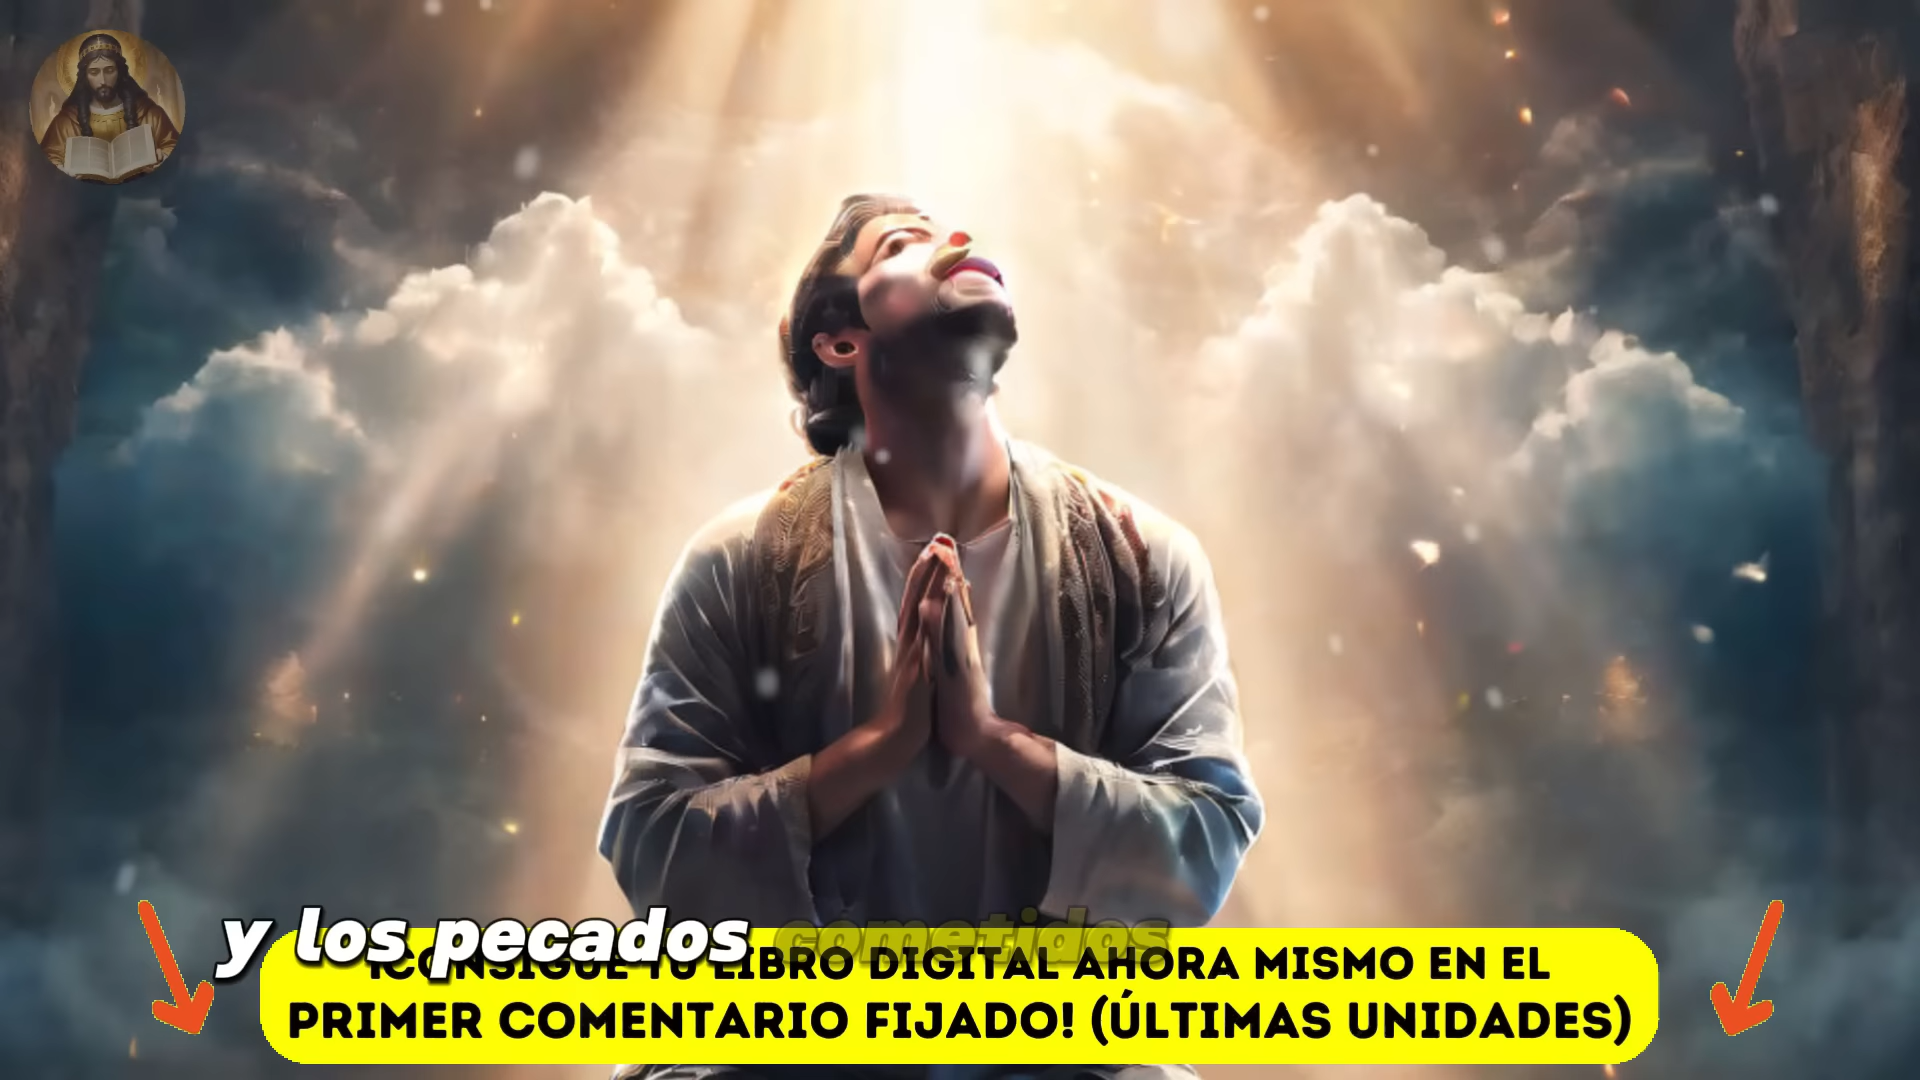 y los pecados cometidos
¡CONSIGUE TU LIBRO DIGITAL AHORA MISMO EN EL
PRIMER COMENTARIO FIJADO! (ÚLTIMAS UNIDADES)